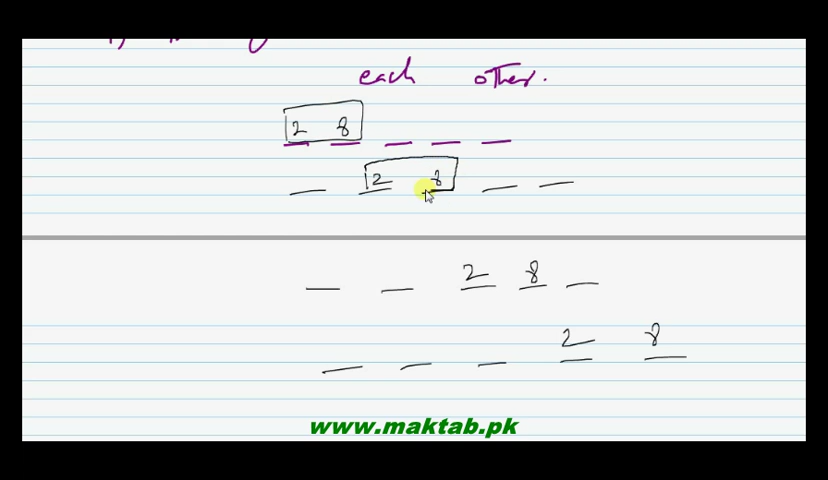 each other.
2 8 _ _ _
_ 2 8 _ _
_ _ 2 8 _
_ _ _ 2 8
www.maktab.pk